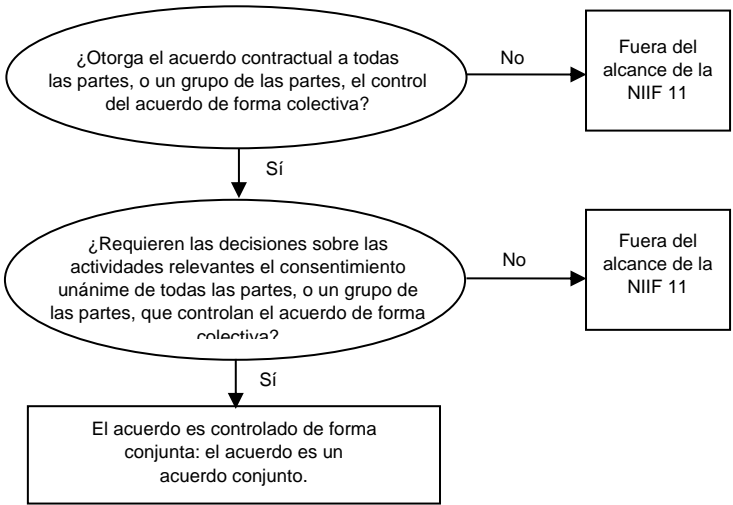 ¿Otorga el acuerdo contractual a todas
las partes, o un grupo de las partes, el control
del acuerdo de forma colectiva?
No
Fuera del
alcance de la
NIIF 11
Sí
¿Requieren las decisiones sobre las
actividades relevantes el consentimiento
unánime de todas las partes, o un grupo de
las partes, que controlan el acuerdo de forma
colectiva?
No
Fuera del
alcance de la
NIIF 11
Sí
El acuerdo es controlado de forma
conjunta: el acuerdo es un
acuerdo conjunto.